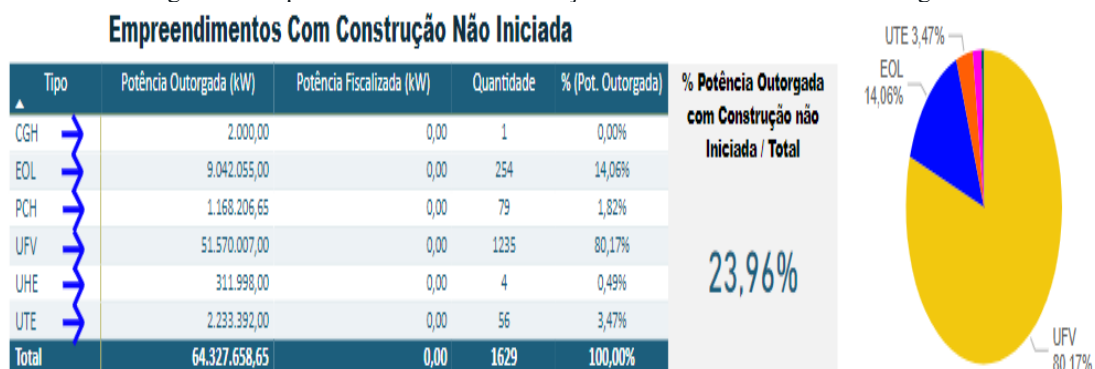 Empreendimentos Com Construção Não Iniciada
Tipo Potência Outorgada (kW) Potência Fiscalizada (kW) Quantidade % (Pot. Outorgada)
CGH 2.000,00 0,00 1 0,00%
EOL 9.042.055,00 0,00 254 14,06%
PCH 1.168.206,65 0,00 79 1,82%
UFV 51.570.007,00 0,00 1235 80,17%
UHE 311.998,00 0,00 4 0,49%
UTE 2.233.392,00 0,00 56 3,47%
Total 64.327.658,65 0,00 1629 100,00%
% Potência Outorgada
com Construção não
Iniciada / Total
23,96%
UTE 3,47%
EOL
14,06%
UFV
80,17%